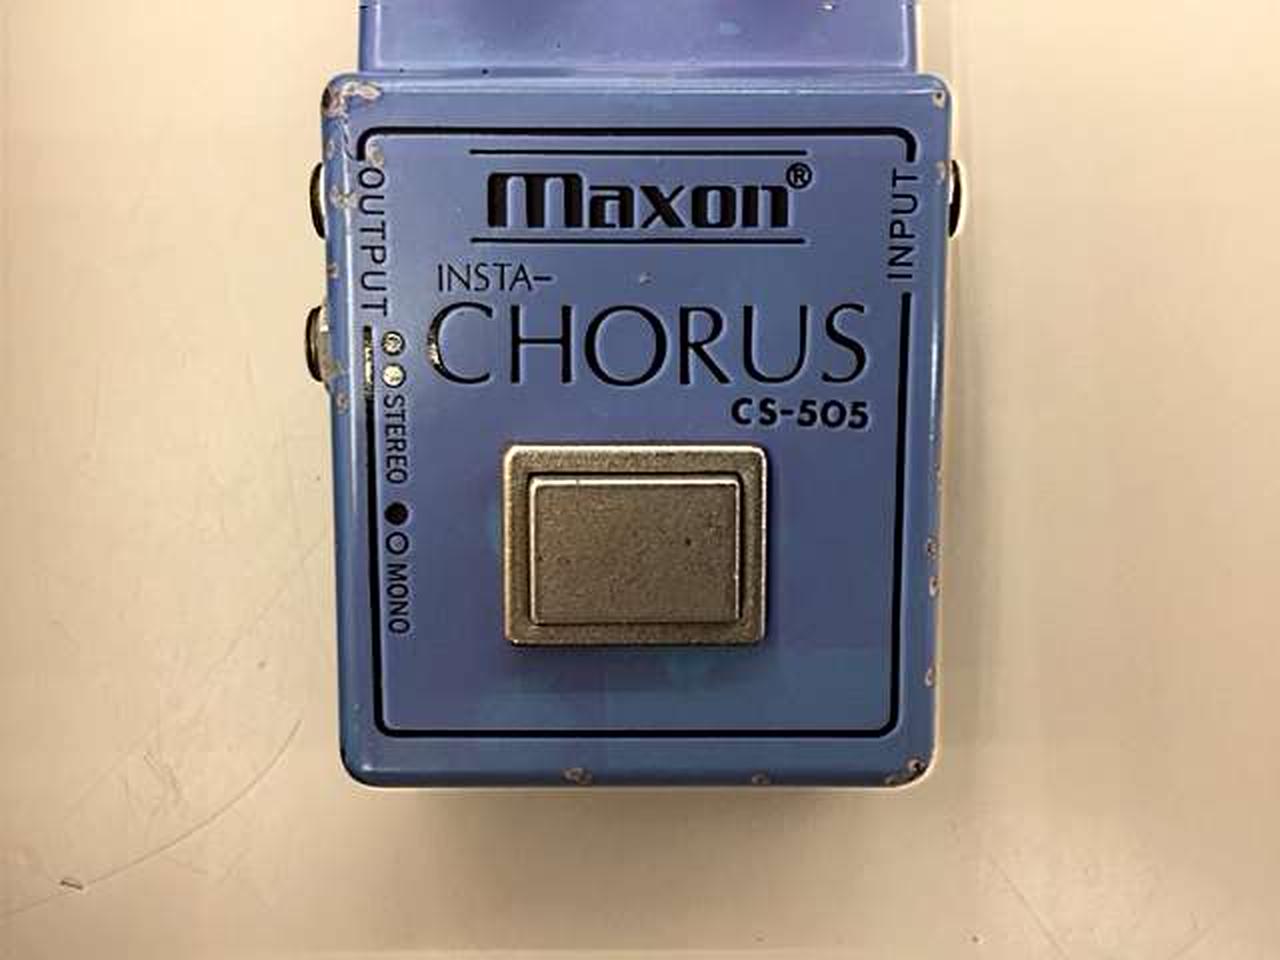 Maxon®
INSTA-
CHORUS
CS-505
OUTPUT
STEREO
MONO
INPUT